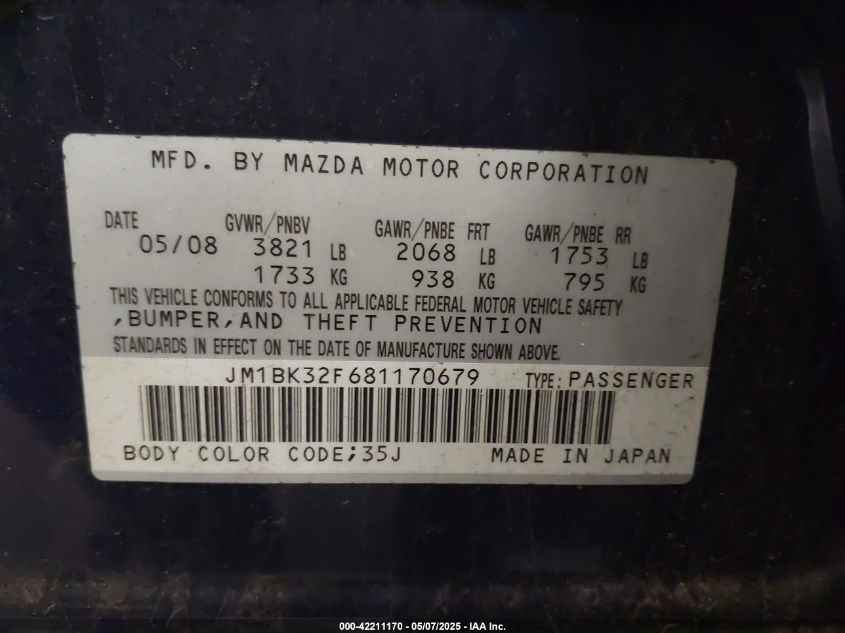 MFD. BY MAZDA MOTOR CORPORATION
DATE GVWR/PNBV GAWR/PNBE FRT GAWR/PNBE RR
05/08 3821 LB 2068 LB 1753 LB
1733 KG 938 KG 795 KG
THIS VEHICLE CONFORMS TO ALL APPLICABLE FEDERAL MOTOR VEHICLE SAFETY
,BUMPER,AND THEFT PREVENTION
STANDARDS IN EFFECT ON THE DATE OF MANUFACTURE SHOWN ABOVE.
JM1BK32F681170679 TYPE: PASSENGER
BODY COLOR CODE;35J MADE IN JAPAN
000-42211170 — 05/07/2025 — IAA Inc.